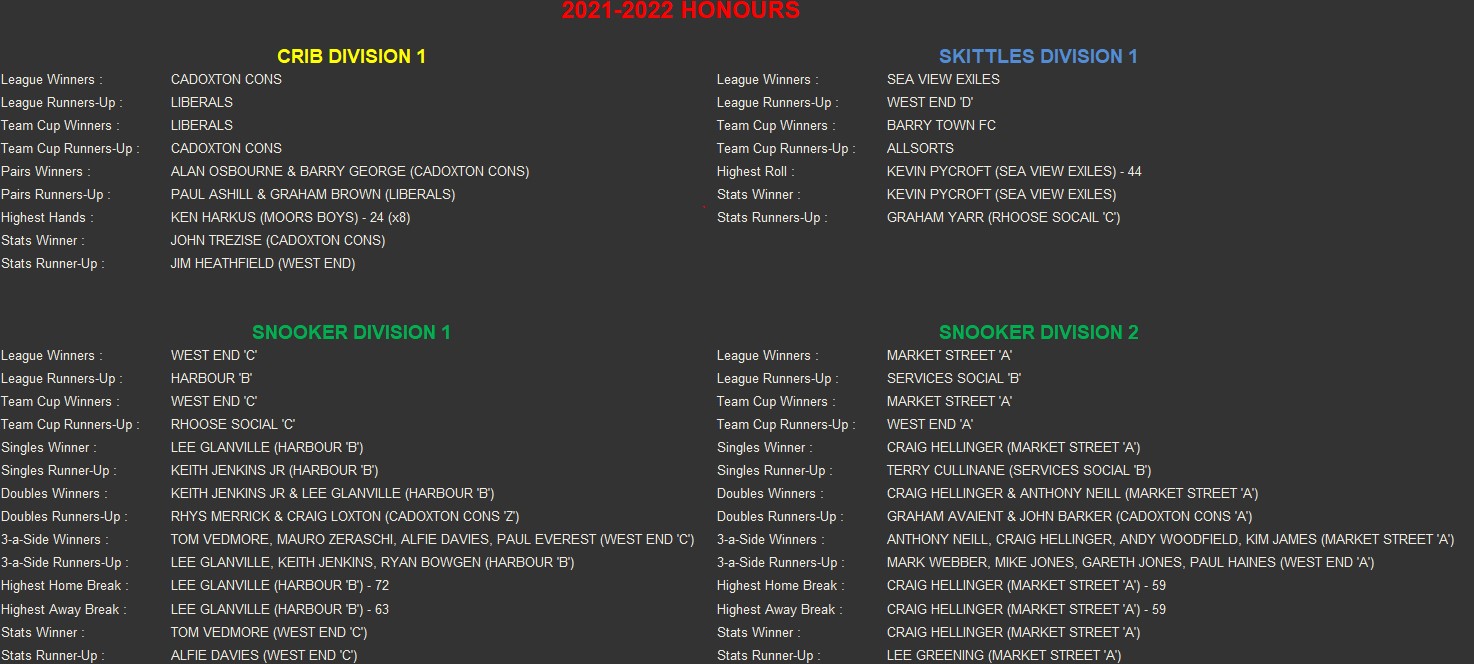 2021-2022 HONOURS
CRIB DIVISION 1
League Winners : CADOXTON CONS
League Runners-Up : LIBERALS
Team Cup Winners : LIBERALS
Team Cup Runners-Up : CADOXTON CONS
Pairs Winners : ALAN OSBOURNE & BARRY GEORGE (CADOXTON CONS)
Pairs Runners-Up : PAUL ASHILL & GRAHAM BROWN (LIBERALS)
Highest Hands : KEN HARKUS (MOORS BOYS) - 24 (x8)
Stats Winner : JOHN TREZISE (CADOXTON CONS)
Stats Runner-Up : JIM HEATHFIELD (WEST END)
SKITTLES DIVISION 1
League Winners : SEA VIEW EXILES
League Runners-Up : WEST END 'D'
Team Cup Winners : BARRY TOWN FC
Team Cup Runners-Up : ALLSORTS
Highest Roll : KEVIN PYCROFT (SEA VIEW EXILES) - 44
Stats Winner : KEVIN PYCROFT (SEA VIEW EXILES)
Stats Runners-Up : GRAHAM YARR (RHOOSE SOCAIL 'C')
SNOOKER DIVISION 1
League Winners : WEST END 'C'
League Runners-Up : HARBOUR 'B'
Team Cup Winners : WEST END 'C'
Team Cup Runners-Up : RHOOSE SOCIAL 'C'
Singles Winner : LEE GLANVILLE (HARBOUR 'B')
Singles Runner-Up : KEITH JENKINS JR (HARBOUR 'B')
Doubles Winners : KEITH JENKINS JR & LEE GLANVILLE (HARBOUR 'B')
Doubles Runners-Up : RHYS MERRICK & CRAIG LOXTON (CADOXTON CONS 'Z')
3-a-Side Winners : TOM VEDMORE, MAURO ZERASCHI, ALFIE DAVIES, PAUL EVEREST (WEST END 'C')
3-a-Side Runners-Up : LEE GLANVILLE, KEITH JENKINS, RYAN BOWGEN (HARBOUR 'B')
Highest Home Break : LEE GLANVILLE (HARBOUR 'B') - 72
Highest Away Break : LEE GLANVILLE (HARBOUR 'B') - 63
Stats Winner : TOM VEDMORE (WEST END 'C')
Stats Runner-Up : ALFIE DAVIES (WEST END 'C')
SNOOKER DIVISION 2
League Winners : MARKET STREET 'A'
League Runners-Up : SERVICES SOCIAL 'B'
Team Cup Winners : MARKET STREET 'A'
Team Cup Runners-Up : WEST END 'A'
Singles Winner : CRAIG HELLINGER (MARKET STREET 'A')
Singles Runner-Up : TERRY CULLINANE (SERVICES SOCIAL 'B')
Doubles Winners : CRAIG HELLINGER & ANTHONY NEILL (MARKET STREET 'A')
Doubles Runners-Up : GRAHAM AVAIENT & JOHN BARKER (CADOXTON CONS 'A')
3-a-Side Winners : ANTHONY NEILL, CRAIG HELLINGER, ANDY WOODFIELD, KIM JAMES (MARKET STREET 'A')
3-a-Side Runners-Up : MARK WEBBER, MIKE JONES, GARETH JONES, PAUL HAINES (WEST END 'A')
Highest Home Break : CRAIG HELLINGER (MARKET STREET 'A') - 59
Highest Away Break : CRAIG HELLINGER (MARKET STREET 'A') - 59
Stats Winner : CRAIG HELLINGER (MARKET STREET 'A')
Stats Runner-Up : LEE GREENING (MARKET STREET 'A')